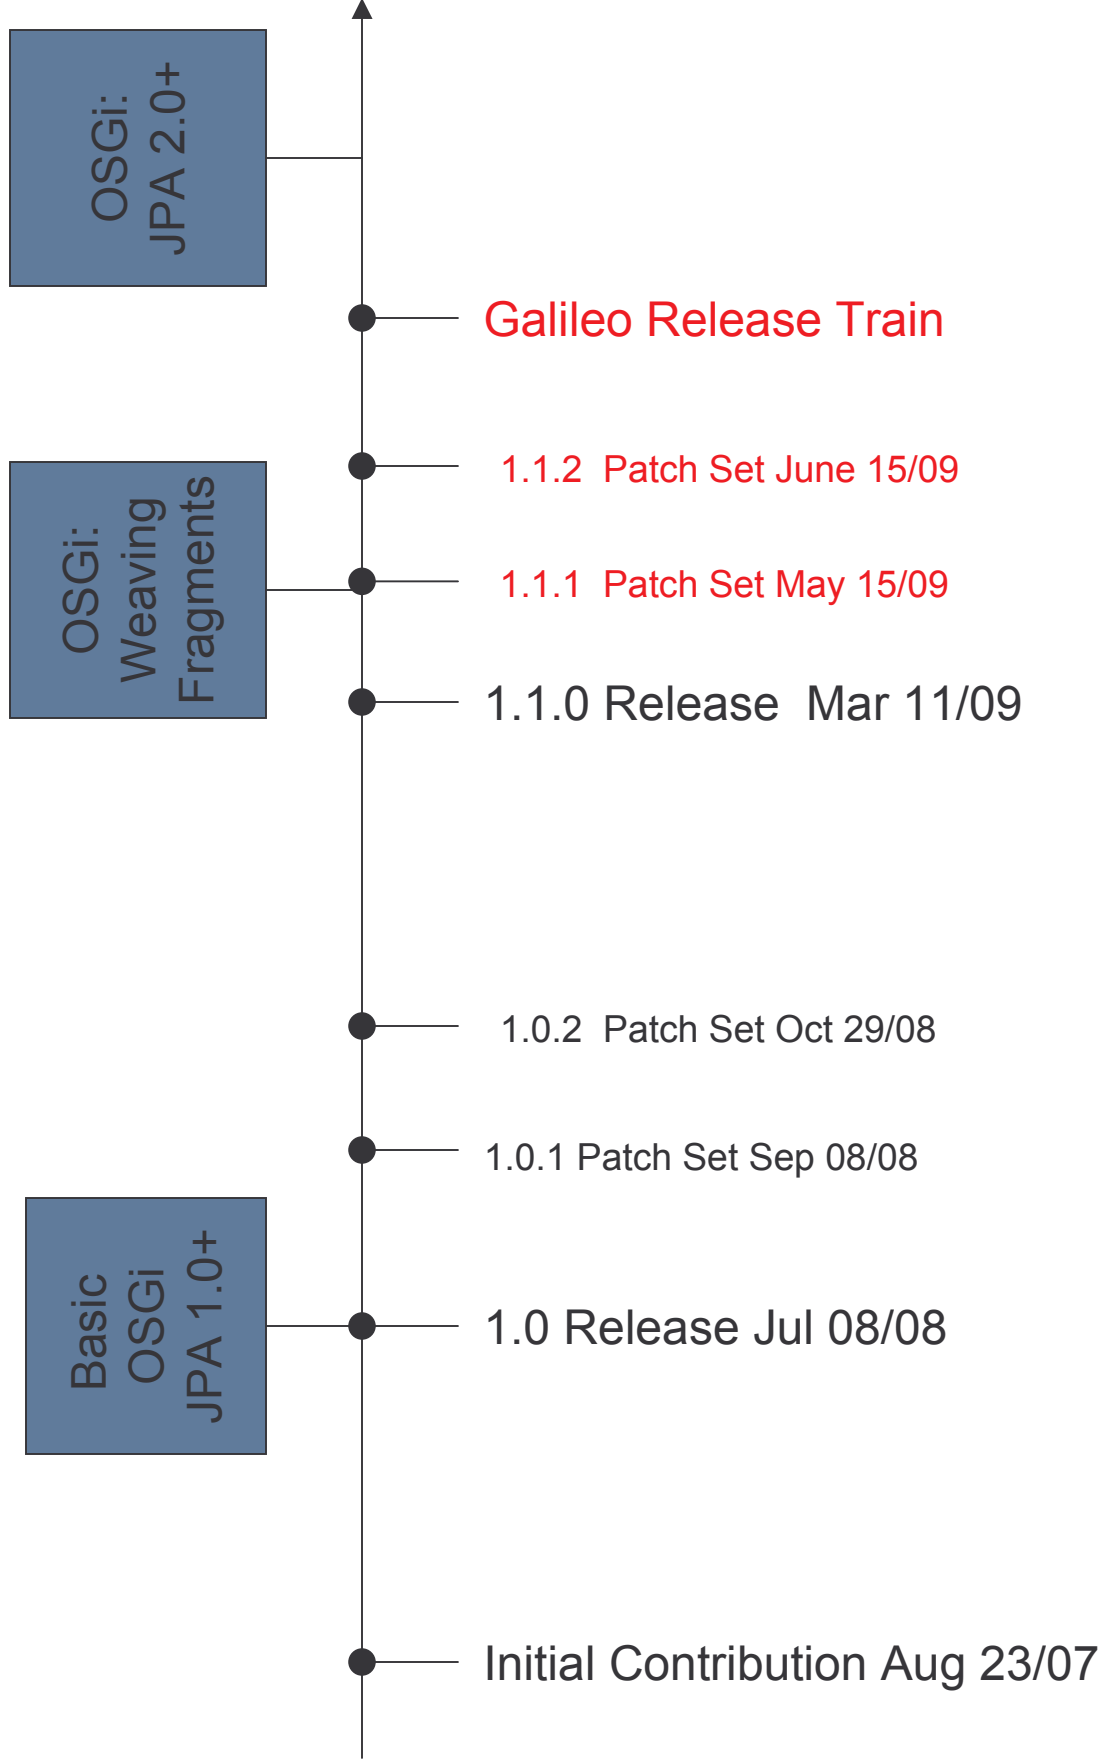 OSGi:
JPA 2.0+
Galileo Release Train
1.1.2  Patch Set June 15/09
OSGi:
Weaving
Fragments
1.1.1  Patch Set May 15/09
1.1.0 Release  Mar 11/09
1.0.2  Patch Set Oct 29/08
1.0.1 Patch Set Sep 08/08
Basic
OSGi
JPA 1.0+
1.0 Release Jul 08/08
Initial Contribution Aug 23/07